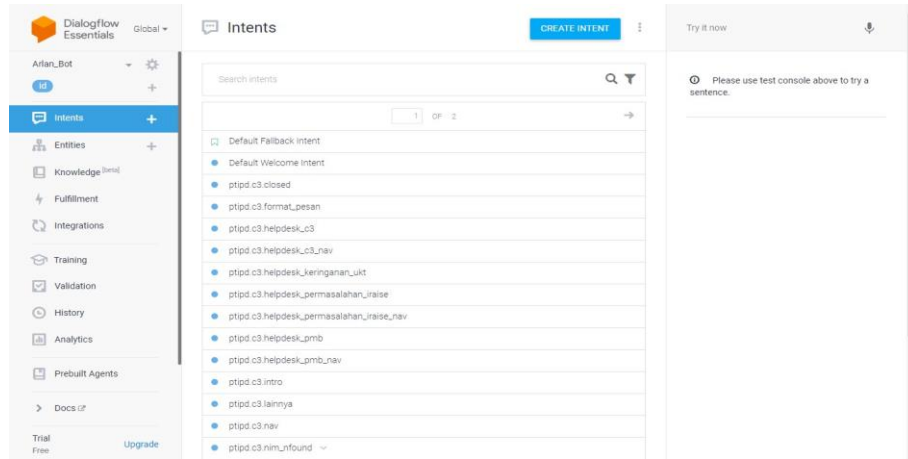 Dialogflow
Essentials
Global
Arlan_Bot
id
Intents
Entities
Knowledge [beta]
Fulfillment
Integrations
Training
Validation
History
Analytics
Prebuilt Agents
Docs
Trial
Free
Upgrade
Intents
CREATE INTENT
Search intents
1 OF 2
Default Fallback Intent
Default Welcome Intent
ptipd.c3.closed
ptipd.c3.format_pesan
ptipd.c3.helpdesk_c3
ptipd.c3.helpdesk_c3_nav
ptipd.c3.helpdesk_keringanan_ukt
ptipd.c3.helpdesk_permasalahan_iraise
ptipd.c3.helpdesk_permasalahan_iraise_nav
ptipd.c3.helpdesk_pmb
ptipd.c3.helpdesk_pmb_nav
ptipd.c3.intro
ptipd.c3.lainnya
ptipd.c3.nav
ptipd.c3.nim_nfound
Try it now
Please use test console above to try a
sentence.